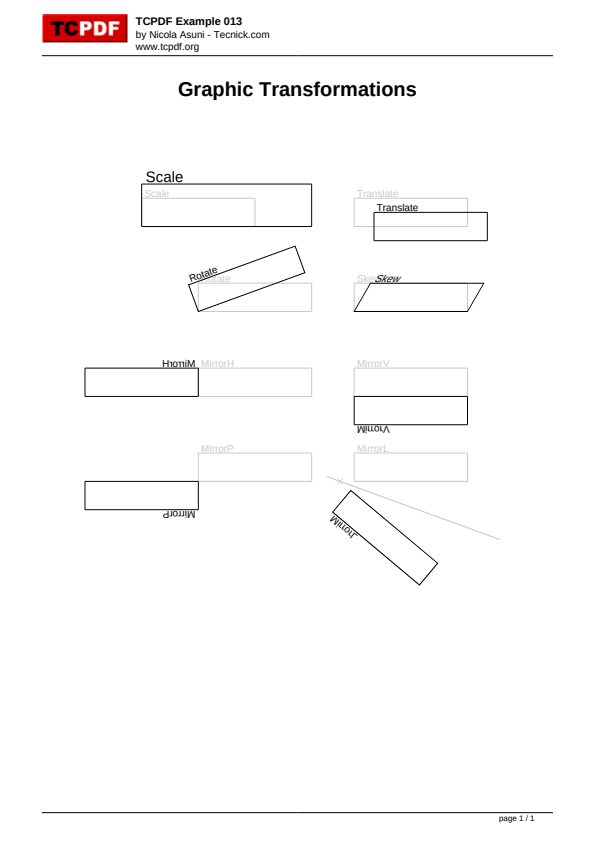 TCPDF
TCPDF Example 013
by Nicola Asuni - Tecnick.com
www.tcpdf.org
Graphic Transformations
Scale
Scale
Translate
Translate
Rotate
Rotate
Skew
Skew
MirrorH
MirrorH
MirrorV
MirrorV
MirrorP
MirrorL
MirrorP
MirrorL
page 1 / 1